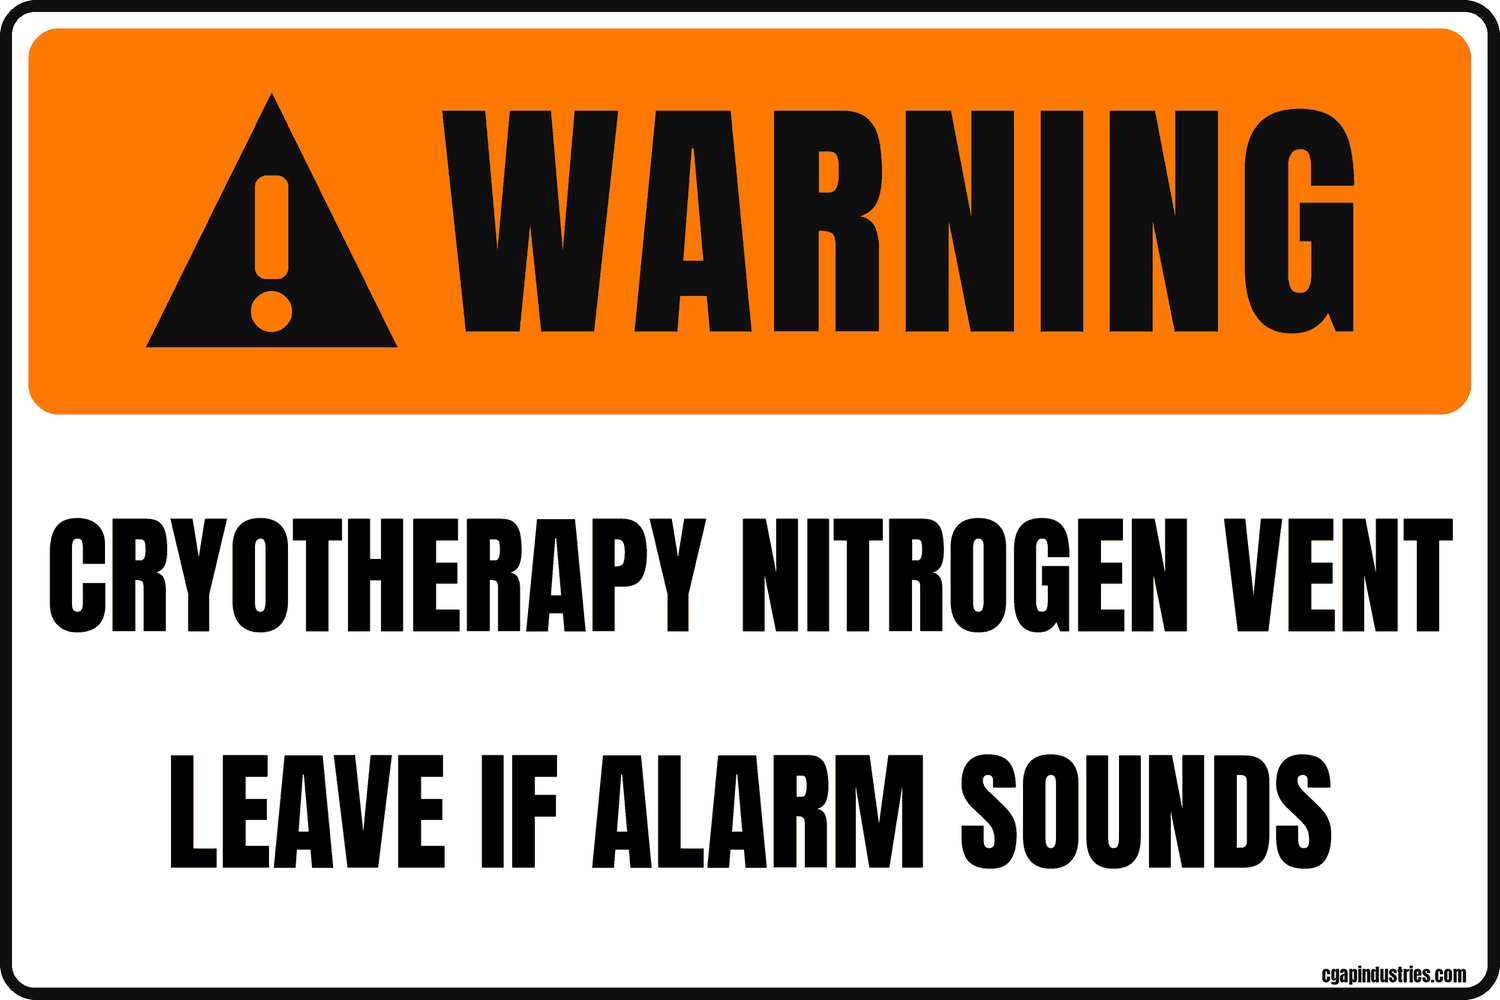 WARNING
CRYOTHERAPY NITROGEN VENT
LEAVE IF ALARM SOUNDS
cgapindustries.com